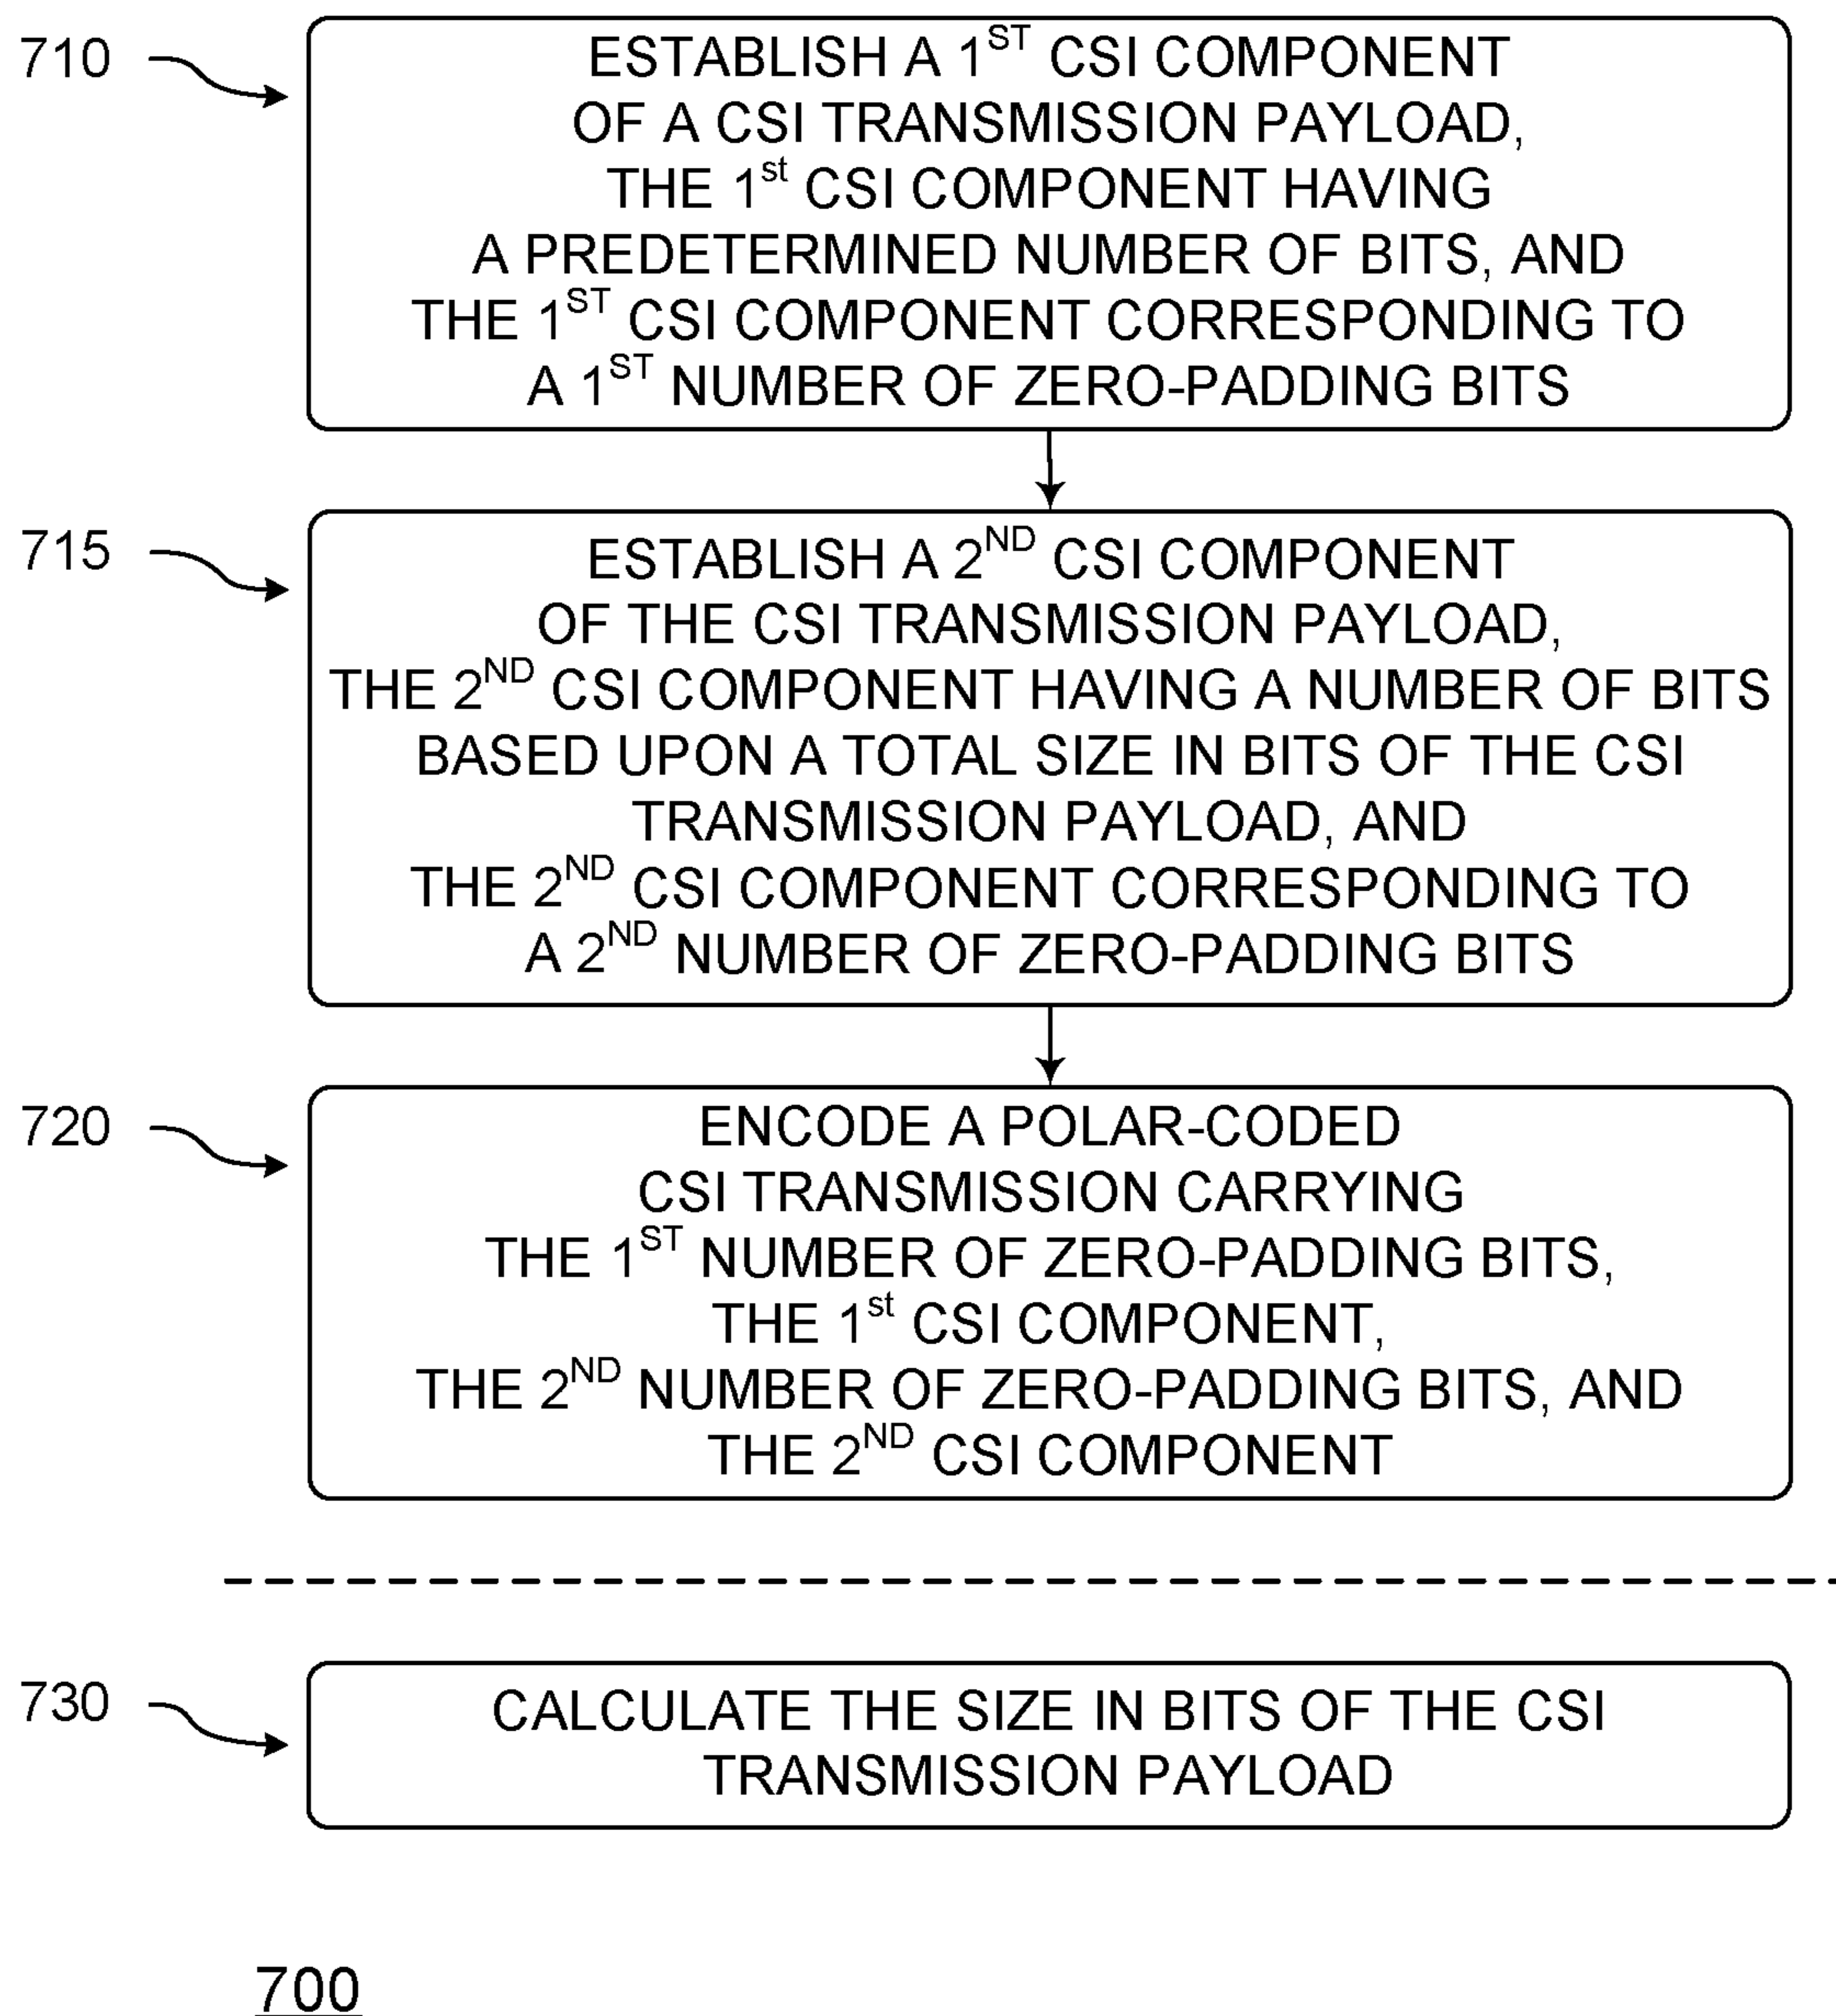 710
ESTABLISH A 1ST CSI COMPONENT
OF A CSI TRANSMISSION PAYLOAD,
THE 1st CSI COMPONENT HAVING
A PREDETERMINED NUMBER OF BITS, AND
THE 1ST CSI COMPONENT CORRESPONDING TO
A 1ST NUMBER OF ZERO-PADDING BITS
715
ESTABLISH A 2ND CSI COMPONENT
OF THE CSI TRANSMISSION PAYLOAD,
THE 2ND CSI COMPONENT HAVING A NUMBER OF BITS
BASED UPON A TOTAL SIZE IN BITS OF THE CSI
TRANSMISSION PAYLOAD, AND
THE 2ND CSI COMPONENT CORRESPONDING TO
A 2ND NUMBER OF ZERO-PADDING BITS
720
ENCODE A POLAR-CODED
CSI TRANSMISSION CARRYING
THE 1ST NUMBER OF ZERO-PADDING BITS,
THE 1st CSI COMPONENT,
THE 2ND NUMBER OF ZERO-PADDING BITS, AND
THE 2ND CSI COMPONENT
730
CALCULATE THE SIZE IN BITS OF THE CSI
TRANSMISSION PAYLOAD
700